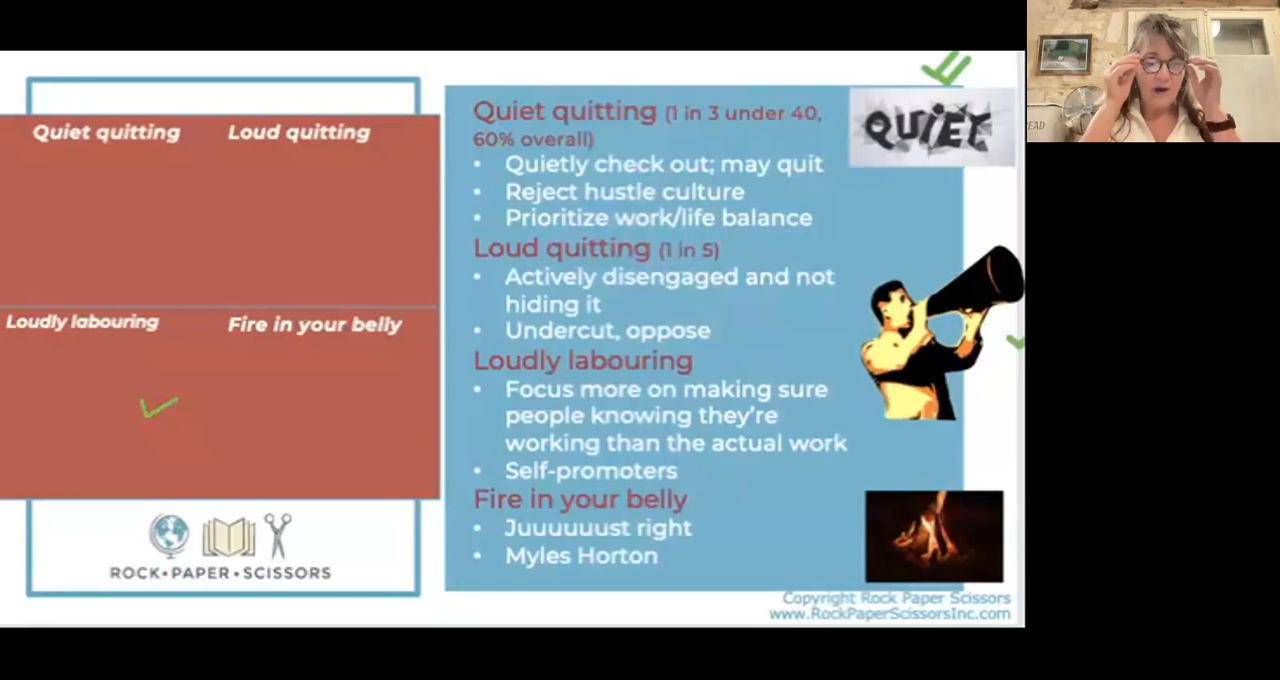 Quiet quitting
Loud quitting
Loudly labouring
Fire in your belly
ROCK•PAPER•SCISSORS
Quiet quitting (1 in 3 under 40,
60% overall)
• Quietly check out; may quit
• Reject hustle culture
• Prioritize work/life balance
Loud quitting (1 in 5)
• Actively disengaged and not
hiding it
• Undercut, oppose
Loudly labouring
• Focus more on making sure
people knowing they're
working than the actual work
• Self-promoters
Fire in your belly
• Juuuuuust right
• Myles Horton
QUIET
Copyright Rock Paper Scissors
www.RockPaperScissorsInc.com